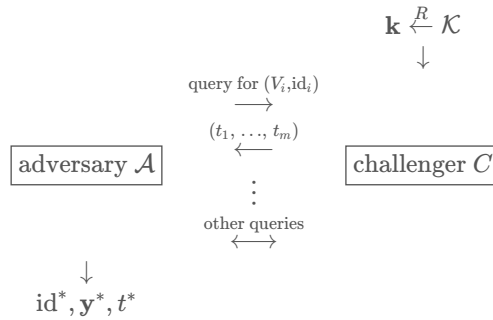 k ←R 𝒦
↓
query for (Vᵢ,idᵢ)
→
(t₁, …, tₘ)
←
adversary 𝒜 challenger C
⋮
other queries
↔
↓
id*, y*, t*